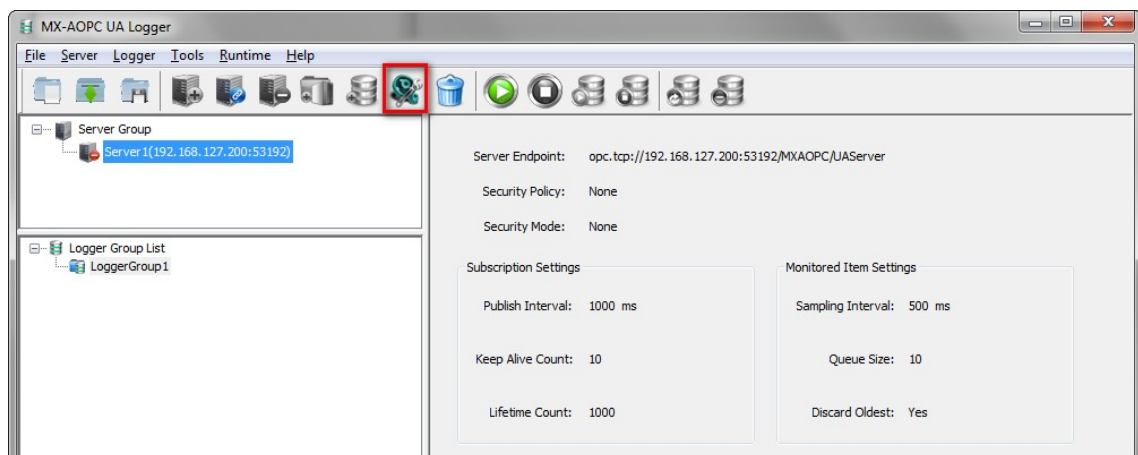 MX-AOPC UA Logger
File Server Logger Tools Runtime Help
Server Group
Server1(192.168.127.200:53192)
Logger Group List
LoggerGroup1
Server Endpoint: opc.tcp://192.168.127.200:53192/MXAOPC/UAServer
Security Policy: None
Security Mode: None
Subscription Settings
Publish Interval: 1000 ms
Keep Alive Count: 10
Lifetime Count: 1000
Monitored Item Settings
Sampling Interval: 500 ms
Queue Size: 10
Discard Oldest: Yes